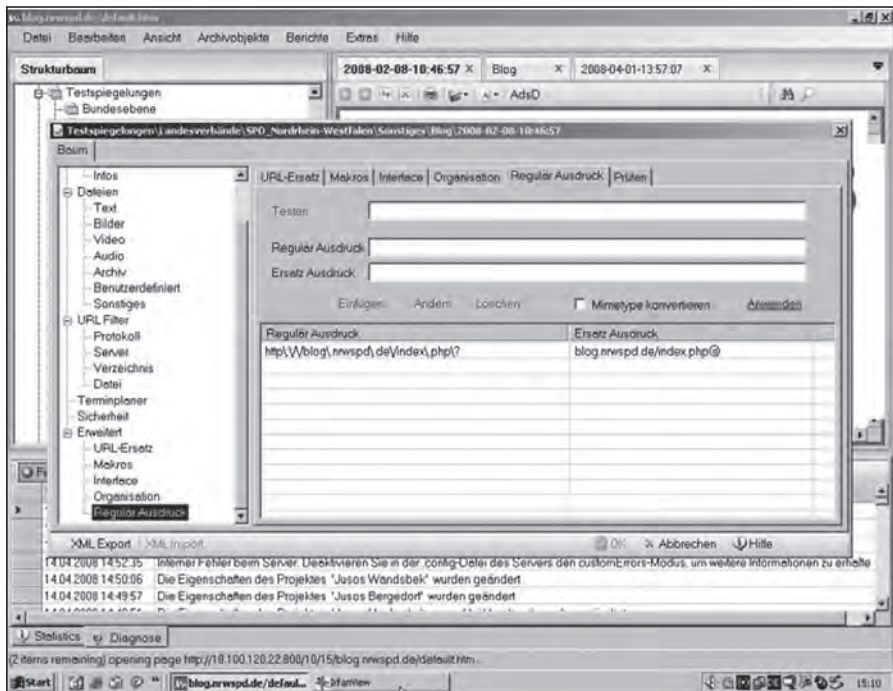 blog.nrwspd.de/default.htm
Datei Bearbeiten Ansicht Archivobjekte Berichte Extras Hilfe
Strukturbaum
2008-02-08-10:46:57 × Blog × 2008-04-01-13:57:07 ×
Testspiegelungen
Bundesebene
AdsD
Testspiegelungen\Landesverbände\SPD_Nordrhein-Westfalen\Sonstiges\Blog\2008-02-08-10:46:57
Baum
Infos
Dateien
Text
Bilder
Video
Audio
Archiv
Benutzerdefiniert
Sonstiges
URL Filter
Protokoll
Server
Verzeichnis
Datei
Terminplaner
Sicherheit
Erweitert
URL-Ersatz
Makros
Interface
Organisation
Regulär Ausdruck
URL-Ersatz Makros Interface Organisation Regulär Ausdruck Prüfen
Testen
Regulär Ausdruck
Ersatz Ausdruck
Einfügen Ändern Löschen Mimetype konvertieren Anwenden
Regulär Ausdruck Ersatz Ausdruck
http\:\/\/blog\.nrwspd\.de\/index\.php\? blog.nrwspd.de/index.php@
XML Export XML Import OK Abbrechen Hilfe
14.04.2008 14:52:35 Interner Fehler beim Server. Deaktivieren Sie in der .config-Datei des Servers den customErrors-Modus, um weitere Informationen zu erhalte
14.04.2008 14:50:06 Die Eigenschaften des Projektes 'Jusos Wandsbek' wurden geändert
14.04.2008 14:49:57 Die Eigenschaften des Projektes 'Jusos Bergedorf' wurden geändert
Statistics Diagnose
(2 items remaining) opening page http://10.100.120.22:800/10/15/blog.nrwspd.de/default.htm...
Start blog.nrwspd.de/defaul... IrfanView 15:10